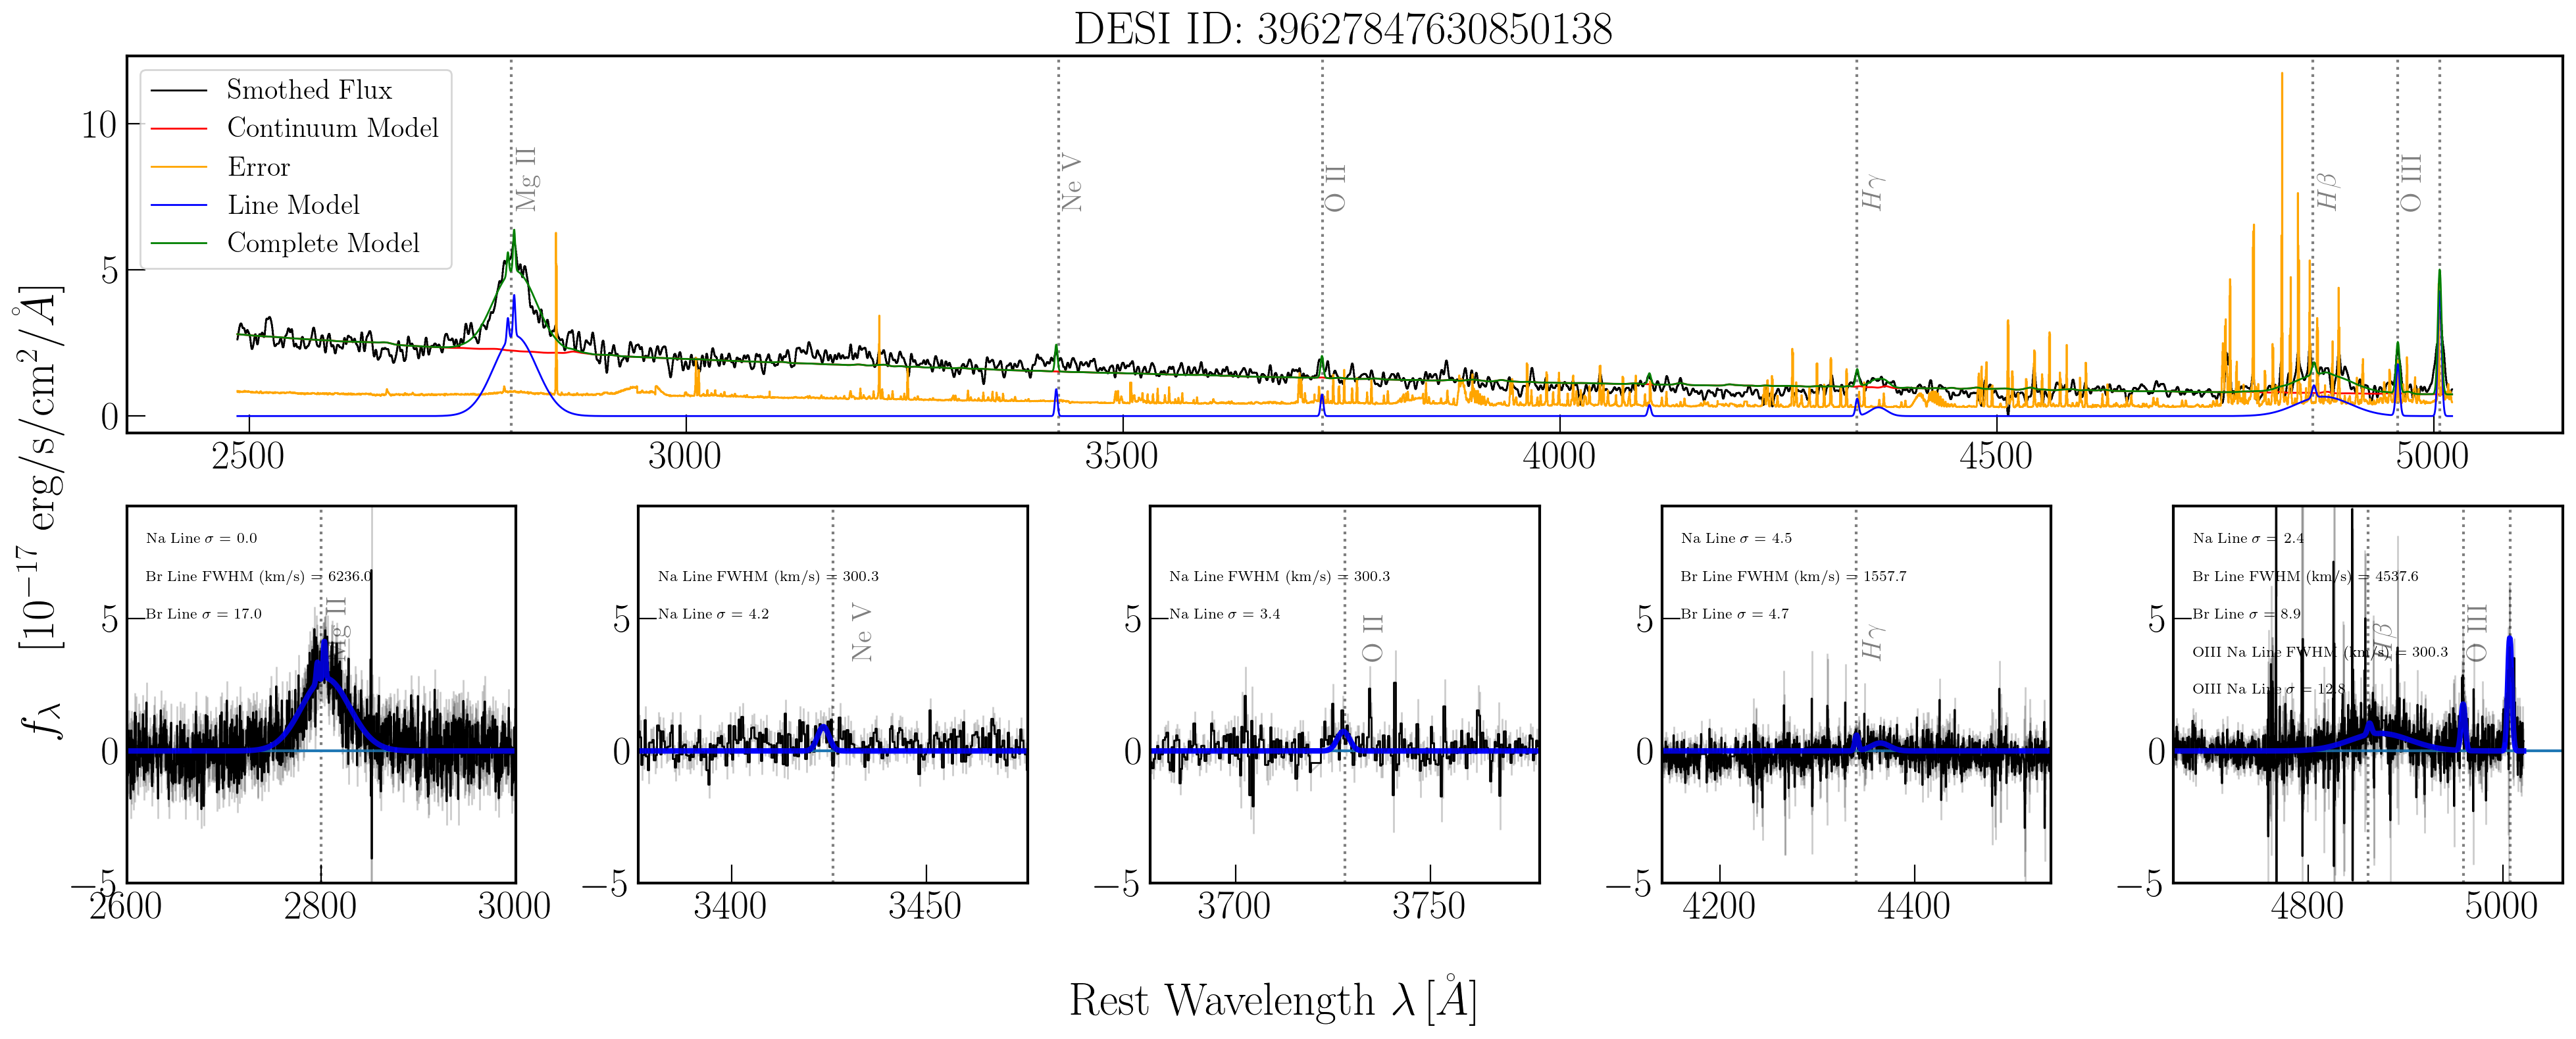 DESI ID: 39627847630850138
Smothed Flux
Continuum Model
Error
Line Model
Complete Model
Mg II
Ne V
O II
Hγ
Hβ
O III
10
5
0
2500 3000 3500 4000 4500 5000
f_λ [10^−17 erg/s/cm^2/Å]
Na Line σ = 0.0
Br Line FWHM (km/s) = 6236.0
Br Line σ = 17.0
Mg II
5
0
−5
2600 2800 3000
Na Line FWHM (km/s) = 300.3
Na Line σ = 4.2
Ne V
5
0
−5
3400 3450
Na Line FWHM (km/s) = 300.3
Na Line σ = 3.4
O II
5
0
−5
3700 3750
Na Line σ = 4.5
Br Line FWHM (km/s) = 1557.7
Br Line σ = 4.7
Hγ
5
0
−5
4200 4400
Na Line σ = 2.4
Br Line FWHM (km/s) = 4537.6
Br Line σ = 8.9
OIII Na Line FWHM (km/s) = 300.3
OIII Na Line σ = 12.8
Hβ
O III
5
0
−5
4800 5000
Rest Wavelength λ [Å]